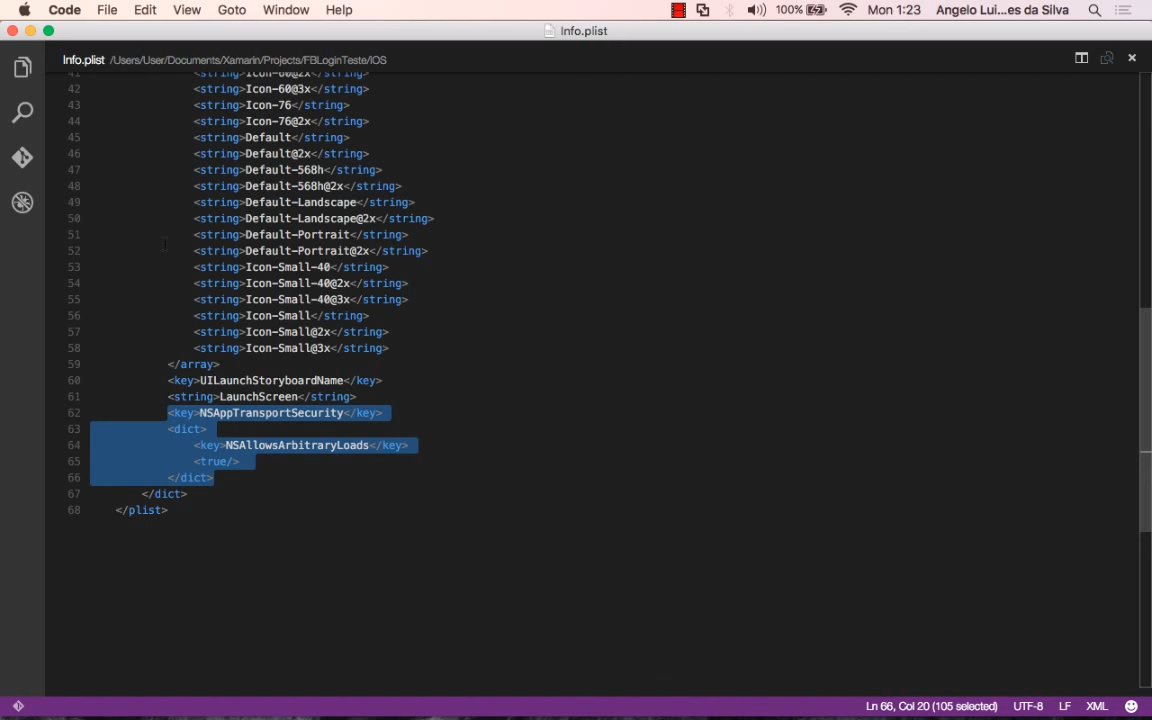 Code File Edit View Goto Window Help 100% Mon 1:23 Angelo Lui...es da Silva
Info.plist
Info.plist /Users/User/Documents/Xamarin/Projects/FBLoginTeste/iOS
41 <string>Icon-60@2x</string>
42 <string>Icon-60@3x</string>
43 <string>Icon-76</string>
44 <string>Icon-76@2x</string>
45 <string>Default</string>
46 <string>Default@2x</string>
47 <string>Default-568h</string>
48 <string>Default-568h@2x</string>
49 <string>Default-Landscape</string>
50 <string>Default-Landscape@2x</string>
51 <string>Default-Portrait</string>
52 <string>Default-Portrait@2x</string>
53 <string>Icon-Small-40</string>
54 <string>Icon-Small-40@2x</string>
55 <string>Icon-Small-40@3x</string>
56 <string>Icon-Small</string>
57 <string>Icon-Small@2x</string>
58 <string>Icon-Small@3x</string>
59 </array>
60 <key>UILaunchStoryboardName</key>
61 <string>LaunchScreen</string>
62 <key>NSAppTransportSecurity</key>
63 <dict>
64 <key>NSAllowsArbitraryLoads</key>
65 <true/>
66 </dict>
67 </dict>
68 </plist>
Ln 66, Col 20 (105 selected) UTF-8 LF XML